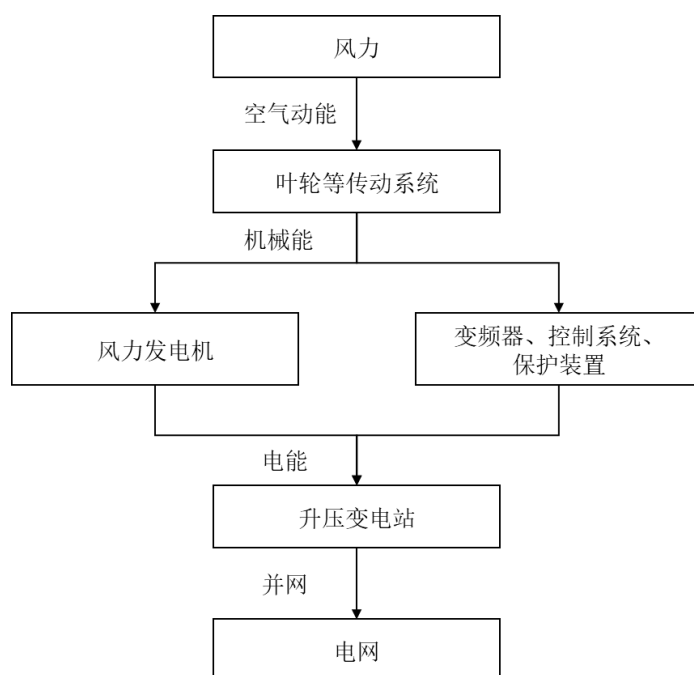 风力
空气动能
叶轮等传动系统
机械能
风力发电机
变频器、控制系统、
保护装置
电能
升压变电站
并网
电网